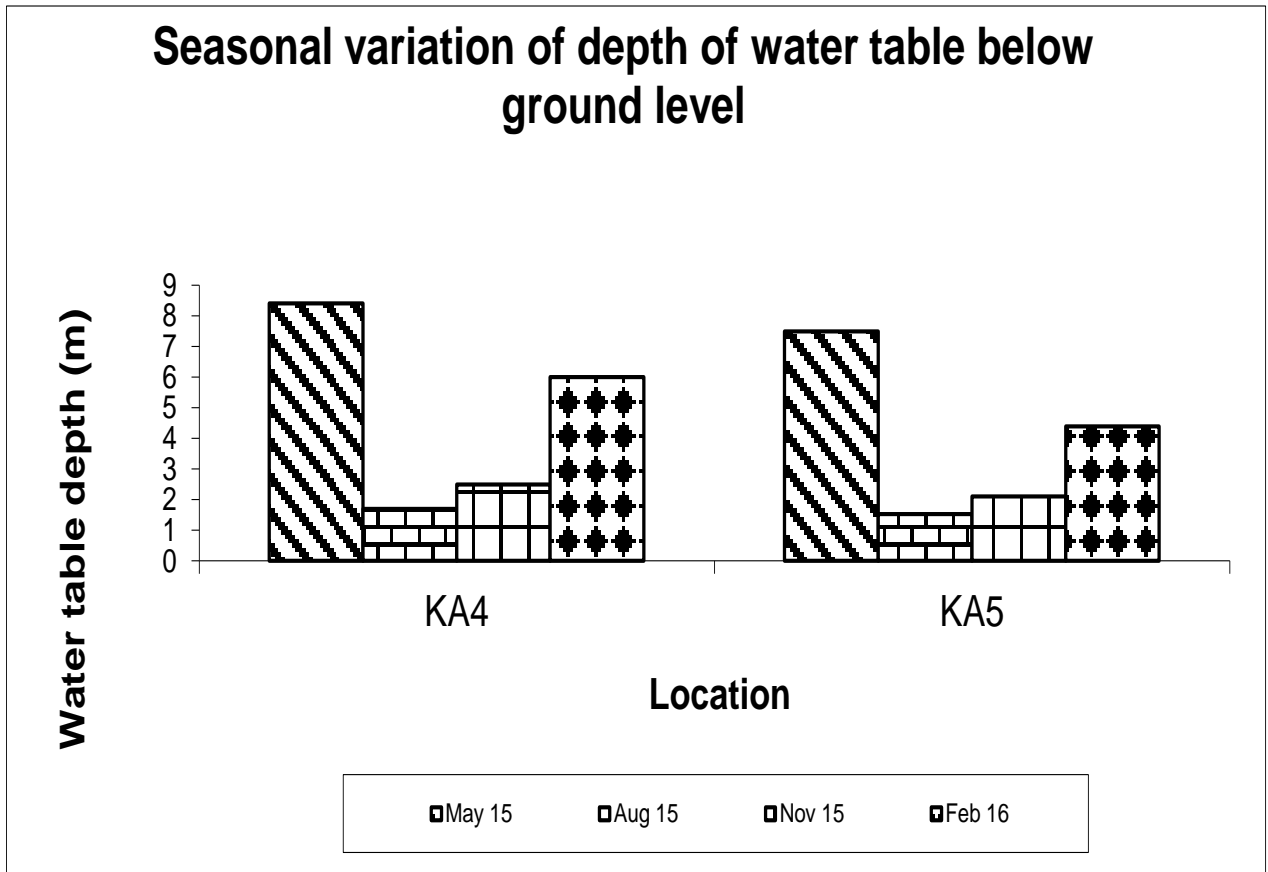 Seasonal variation of depth of water table below
ground level
Water table depth (m)
9
8
7
6
5
4
3
2
1
0
KA4 KA5
Location
May 15 Aug 15 Nov 15 Feb 16